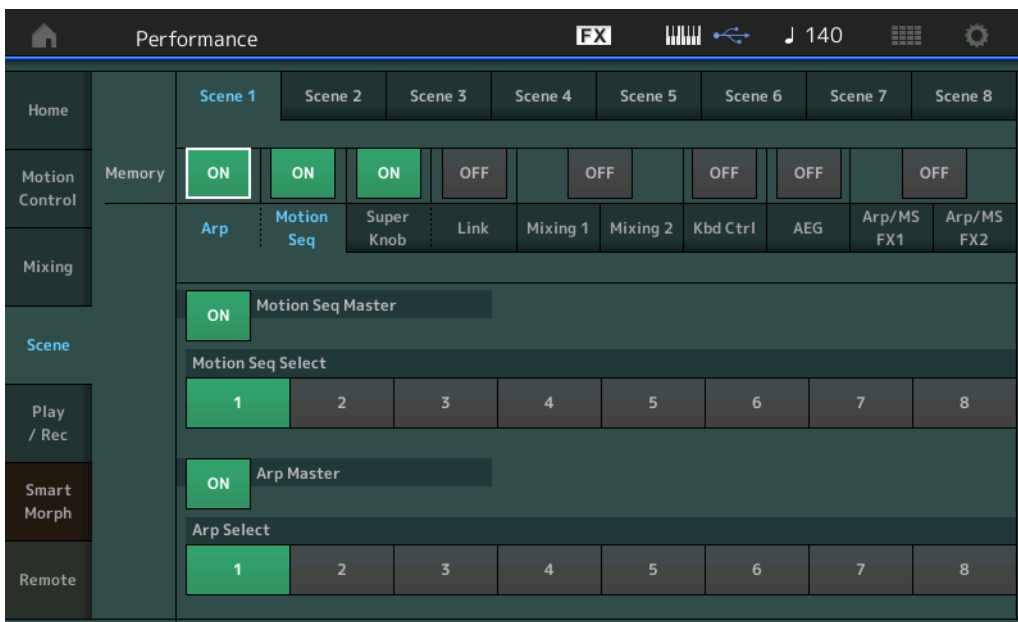 Performance FX 140
Scene 1 Scene 2 Scene 3 Scene 4 Scene 5 Scene 6 Scene 7 Scene 8
Home
Memory ON ON ON OFF OFF OFF OFF OFF
Motion
Control
Arp Motion
Seq Super
Knob Link Mixing 1 Mixing 2 Kbd Ctrl AEG Arp/MS
FX1 Arp/MS
FX2
Mixing
ON Motion Seq Master
Scene
Motion Seq Select
1 2 3 4 5 6 7 8
Play
/ Rec
ON Arp Master
Smart
Morph
Arp Select
1 2 3 4 5 6 7 8
Remote